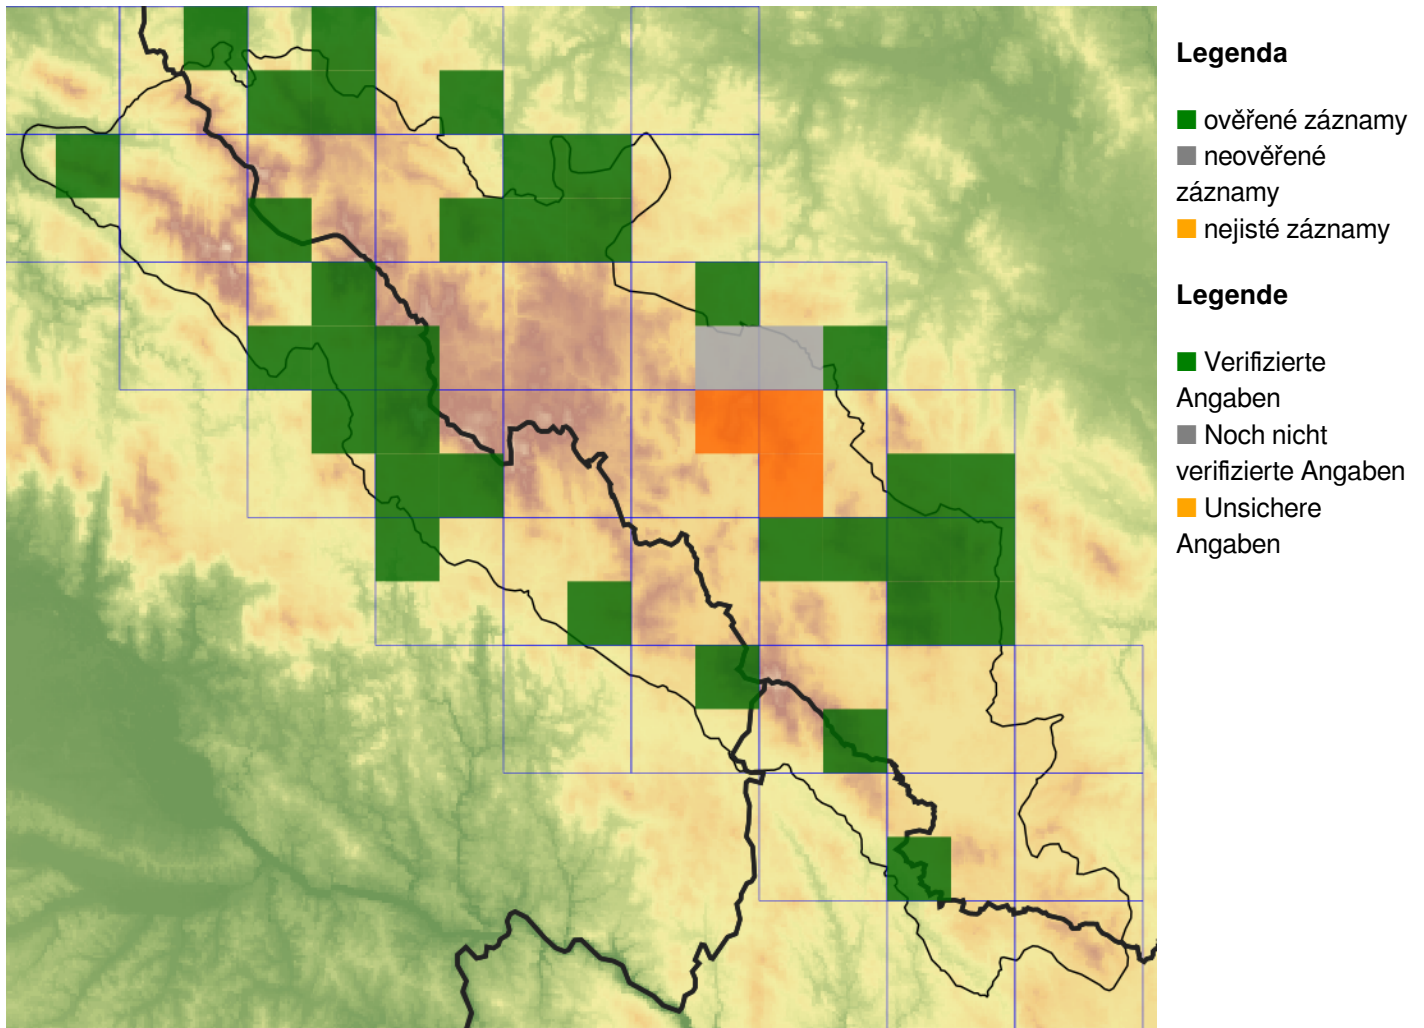 Legenda
ověřené záznamy
neověřené
záznamy
nejisté záznamy
Legende
Verifizierte
Angaben
Noch nicht
verifizierte Angaben
Unsichere
Angaben